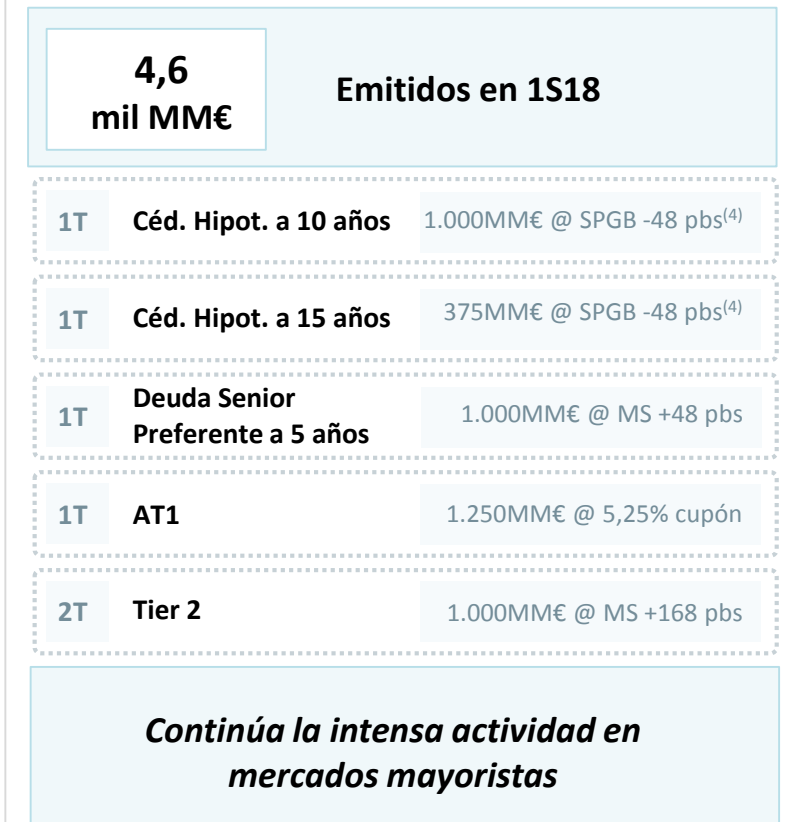 4,6
mil MM€
Emitidos en 1S18
1T Céd. Hipot. a 10 años 1.000MM€ @ SPGB -48 pbs(4)
1T Céd. Hipot. a 15 años 375MM€ @ SPGB -48 pbs(4)
1T Deuda Senior
Preferente a 5 años 1.000MM€ @ MS +48 pbs
1T AT1 1.250MM€ @ 5,25% cupón
2T Tier 2 1.000MM€ @ MS +168 pbs
Continúa la intensa actividad en
mercados mayoristas